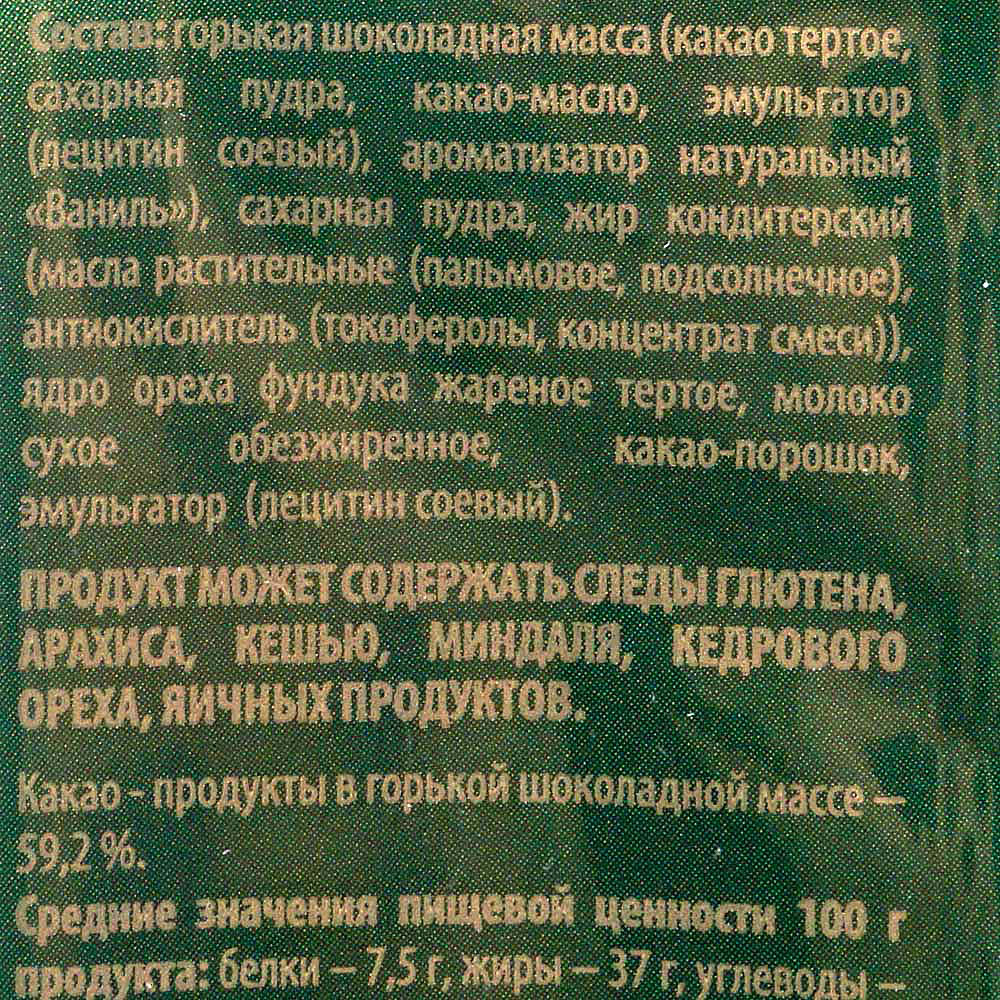 Состав: горькая шоколадная масса (какао тертое,
сахарная пудра, какао-масло, эмульгатор
(лецитин соевый), ароматизатор натуральный
«Ваниль»), сахарная пудра, жир кондитерский
(масла растительные (пальмовое, подсолнечное),
антиокислитель (токоферолы, концентрат смеси)),
ядро ореха фундука жареное тертое, молоко
сухое обезжиренное, какао-порошок,
эмульгатор (лецитин соевый).
ПРОДУКТ МОЖЕТ СОДЕРЖАТЬ СЛЕДЫ ГЛЮТЕНА,
АРАХИСА, КЕШЬЮ, МИНДАЛЯ, КЕДРОВОГО
ОРЕХА, ЯИЧНЫХ ПРОДУКТОВ.
Какао - продукты в горькой шоколадной массе –
59,2 %.
Средние значения пищевой ценности 100 г
продукта: белки – 7,5 г, жиры – 37 г, углеводы –